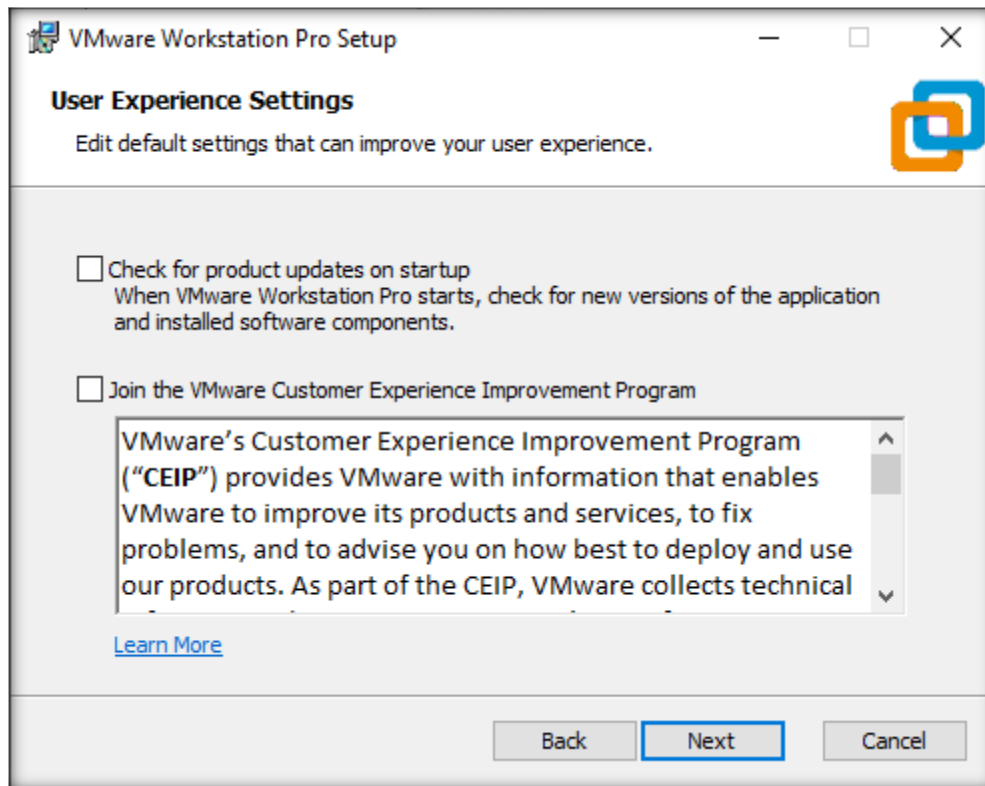 VMware Workstation Pro Setup
User Experience Settings
Edit default settings that can improve your user experience.
Check for product updates on startup
When VMware Workstation Pro starts, check for new versions of the application
and installed software components.
Join the VMware Customer Experience Improvement Program
VMware’s Customer Experience Improvement Program
(“CEIP”) provides VMware with information that enables
VMware to improve its products and services, to fix
problems, and to advise you on how best to deploy and use
our products. As part of the CEIP, VMware collects technical
Learn More
Back
Next
Cancel